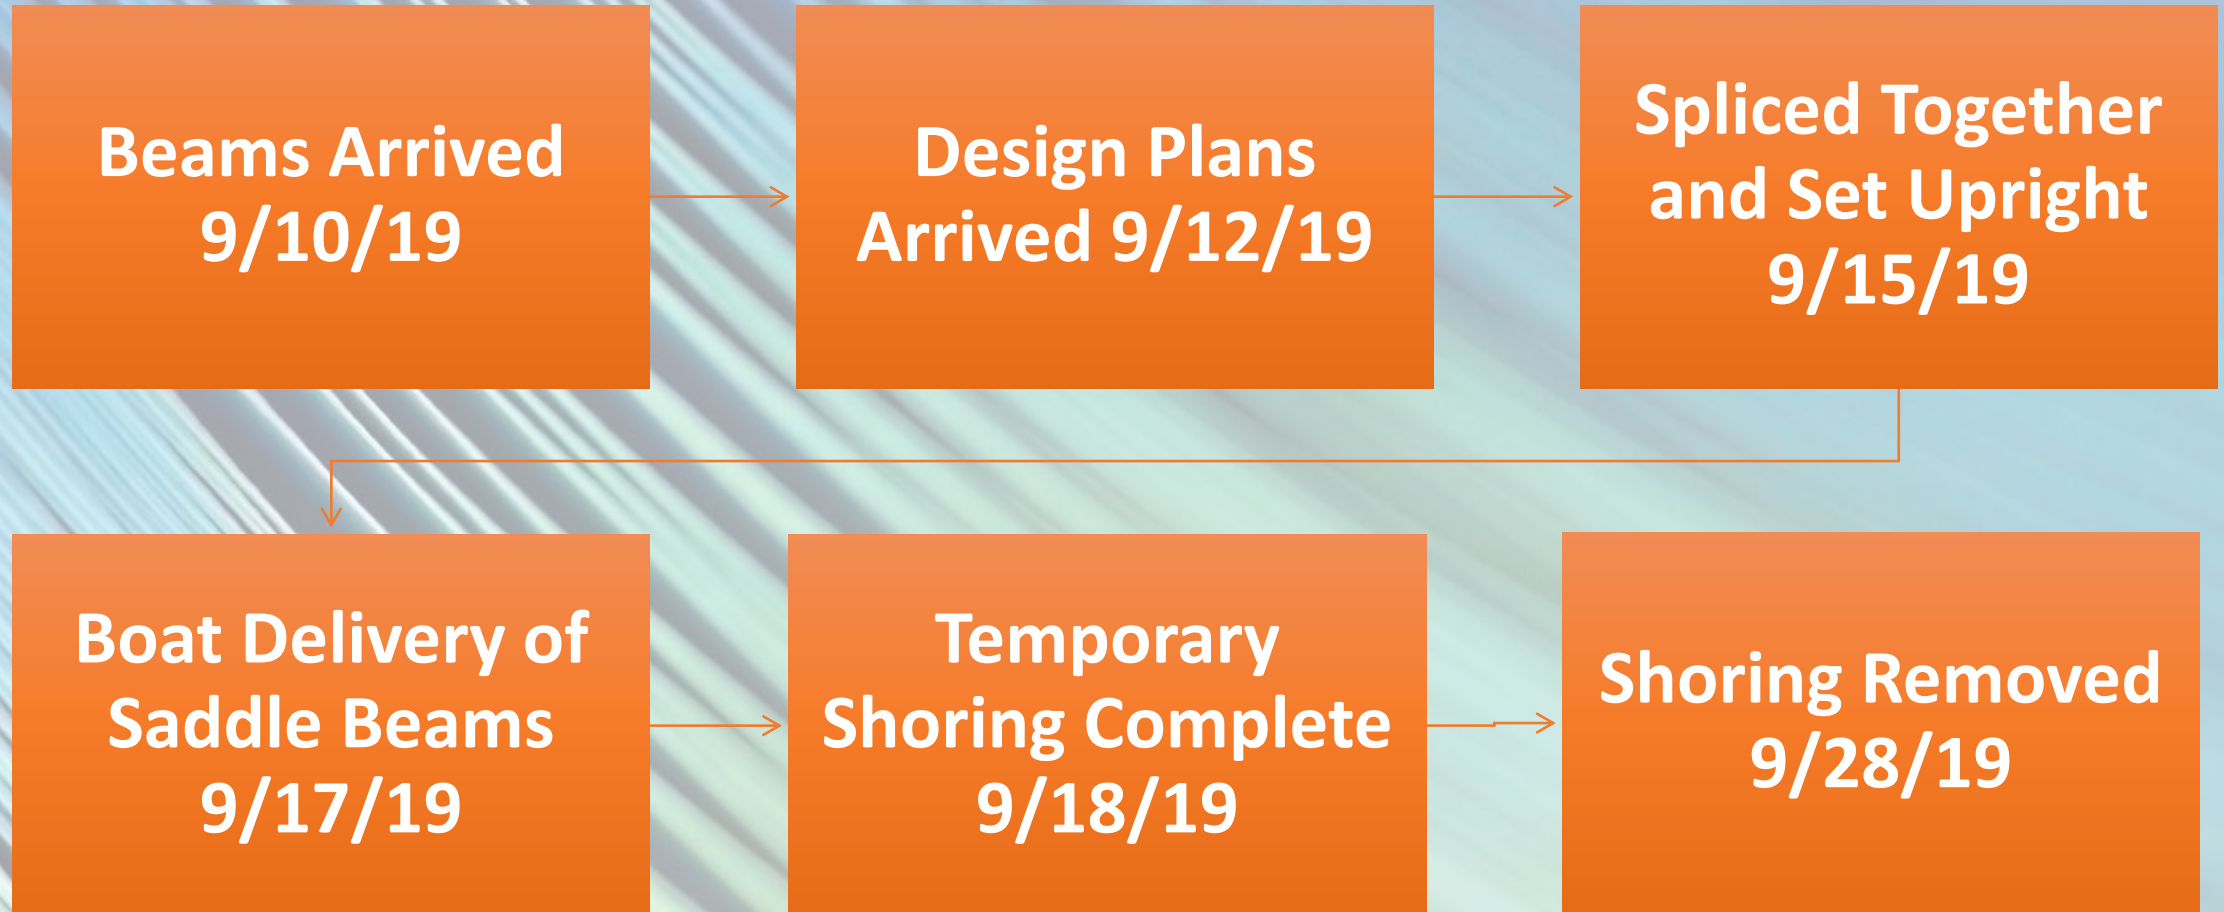 Beams Arrived
9/10/19
Design Plans
Arrived 9/12/19
Spliced Together
and Set Upright
9/15/19
Boat Delivery of
Saddle Beams
9/17/19
Temporary
Shoring Complete
9/18/19
Shoring Removed
9/28/19